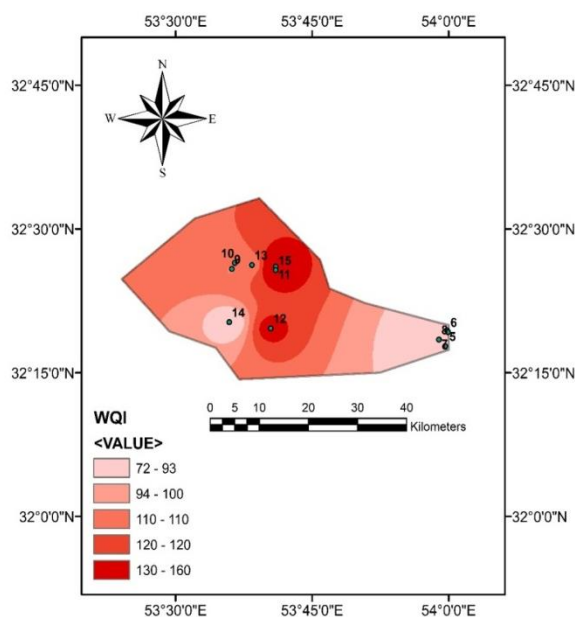 53°30'0"E 53°45'0"E 54°0'0"E
32°45'0"N 32°45'0"N
N
W E
S
32°30'0"N 32°30'0"N
10 9 13 15
11
14 12 6
8 5
7
32°15'0"N 32°15'0"N
0 5 10 20 30 40
Kilometers
WQI
<VALUE>
72 - 93
94 - 100
110 - 110
120 - 120
130 - 160
32°0'0"N 32°0'0"N
53°30'0"E 53°45'0"E 54°0'0"E